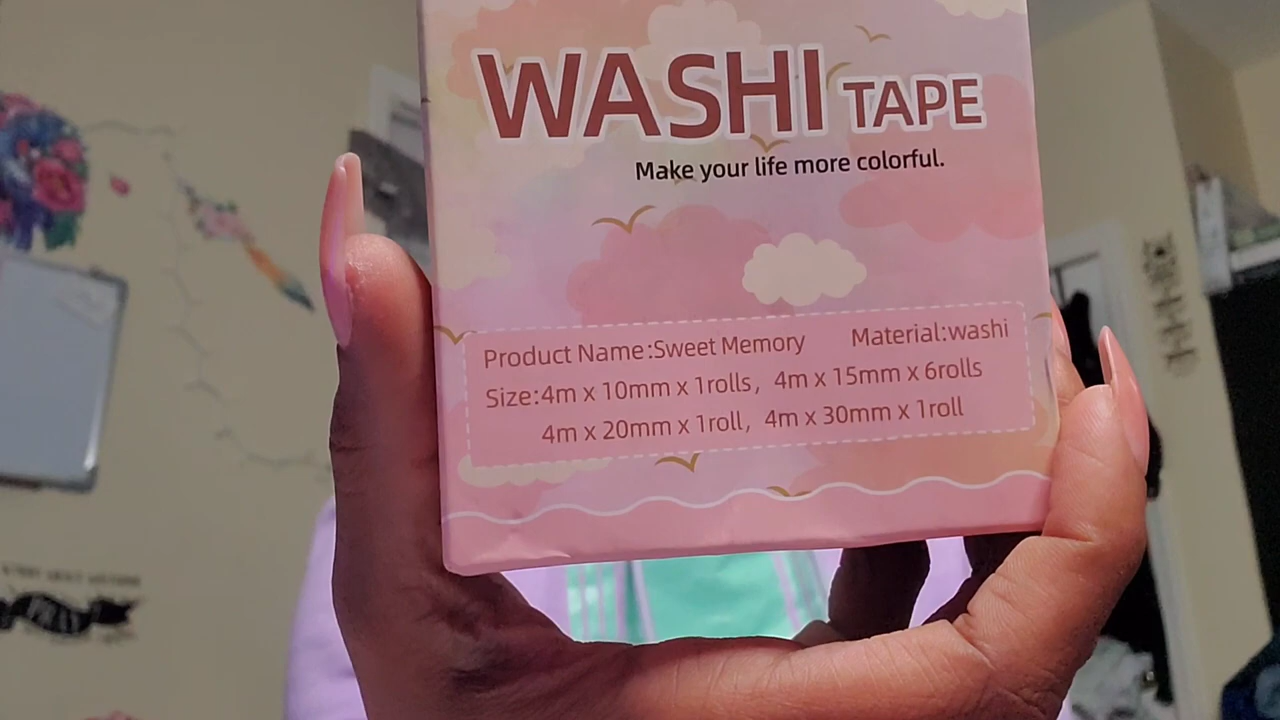 WASHI TAPE
Make your life more colorful.
Product Name:Sweet Memory Material:washi
Size:4m x 10mm x 1rolls, 4m x 15mm x 6rolls
4m x 20mm x 1roll, 4m x 30mm x 1roll